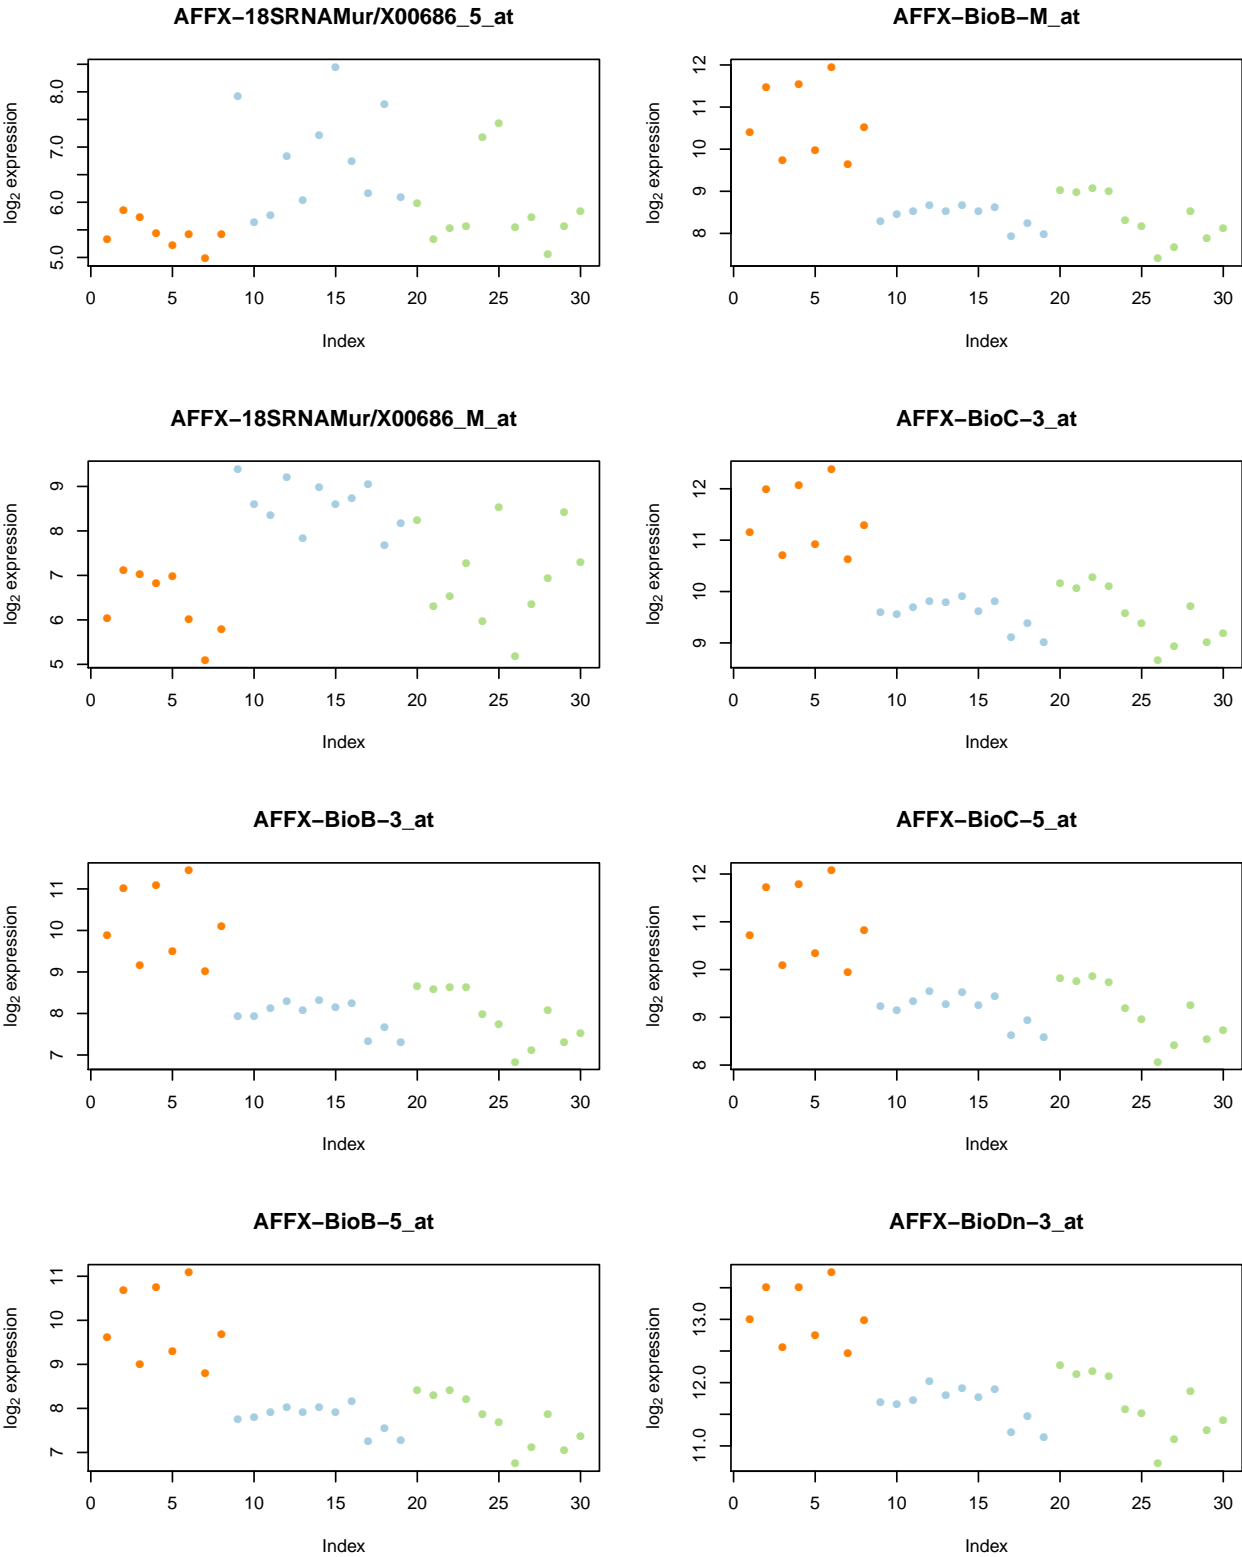 AFFX−18SRNAMur/X00686_5_at
log2 expression
5.0 6.0 7.0 8.0
0 5 10 15 20 25 30
Index
AFFX−BioB−M_at
log2 expression
8 9 10 11 12
0 5 10 15 20 25 30
Index
AFFX−18SRNAMur/X00686_M_at
log2 expression
5 6 7 8 9
0 5 10 15 20 25 30
Index
AFFX−BioC−3_at
log2 expression
9 10 11 12
0 5 10 15 20 25 30
Index
AFFX−BioB−3_at
log2 expression
7 8 9 10 11
0 5 10 15 20 25 30
Index
AFFX−BioC−5_at
log2 expression
8 9 10 11 12
0 5 10 15 20 25 30
Index
AFFX−BioB−5_at
log2 expression
7 8 9 10 11
0 5 10 15 20 25 30
Index
AFFX−BioDn−3_at
log2 expression
11.0 12.0 13.0
0 5 10 15 20 25 30
Index